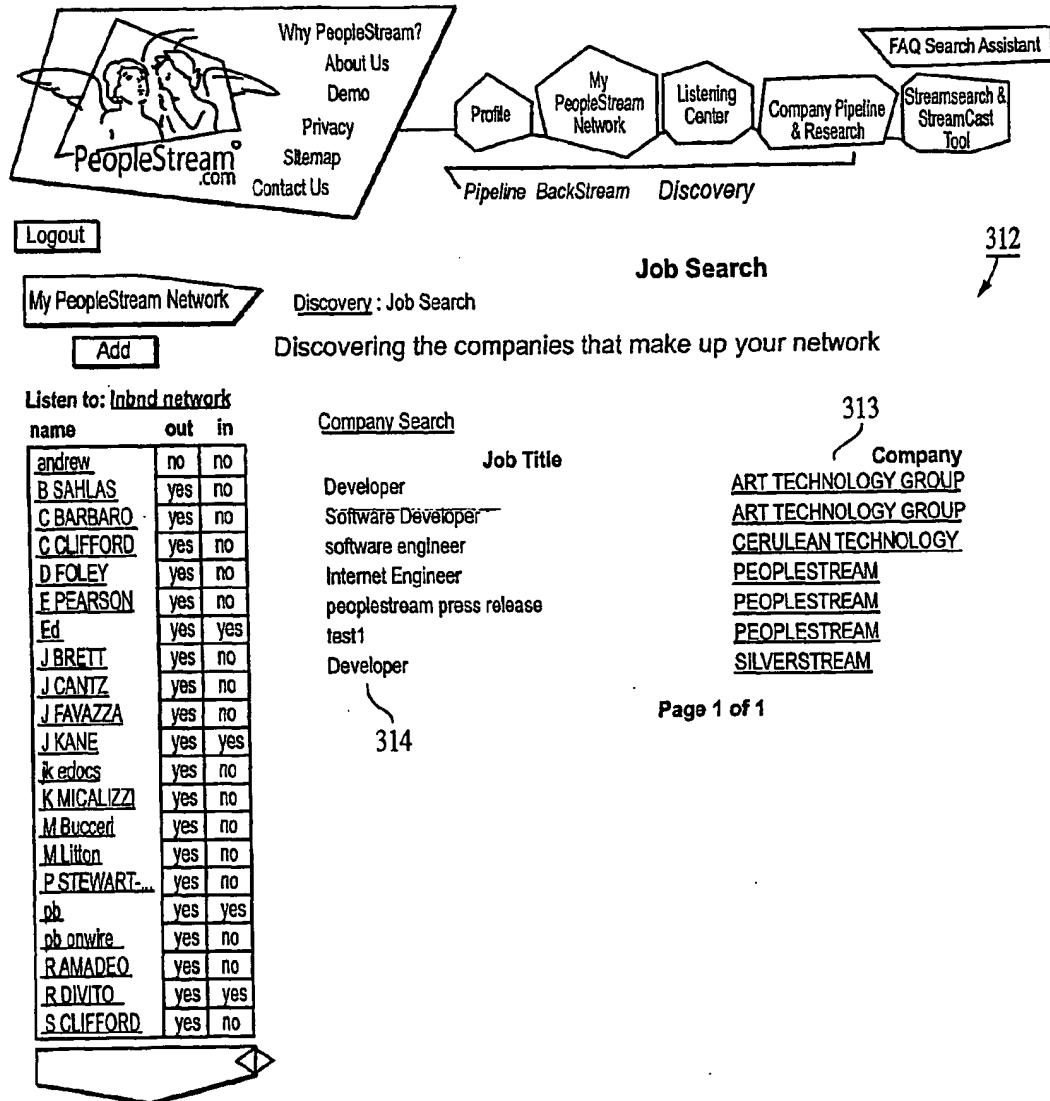 Why PeopleStream?
About Us
Demo
Privacy
Sitemap
Contact Us
PeopleStream
.com
FAQ Search Assistant
Profile
My PeopleStream Network
Listening Center
Company Pipeline & Research
Streamsearch & StreamCast Tool
Pipeline BackStream Discovery
Logout
312
Job Search
My PeopleStream Network
Discovery : Job Search
Add
Discovering the companies that make up your network
Listen to: Inbnd network
name out in
andrew no no
B SAHLAS yes no
C BARBARO yes no
C CLIFFORD yes no
D FOLEY yes no
E PEARSON yes no
Ed yes yes
J BRETT yes no
J CANTZ yes no
J FAVAZZA yes no
J KANE yes yes
jk edocs yes no
K MICALIZZI yes no
M Bucceri yes no
M Litton yes no
P STEWART-... yes no
pb yes yes
pb onwire yes no
R AMADEO yes no
R DIVITO yes yes
S CLIFFORD yes no
Company Search
313
Job Title Company
Developer ART TECHNOLOGY GROUP
Software Developer ART TECHNOLOGY GROUP
software engineer CERULEAN TECHNOLOGY
Internet Engineer PEOPLESTREAM
peoplestream press release PEOPLESTREAM
test1 PEOPLESTREAM
Developer SILVERSTREAM
314
Page 1 of 1